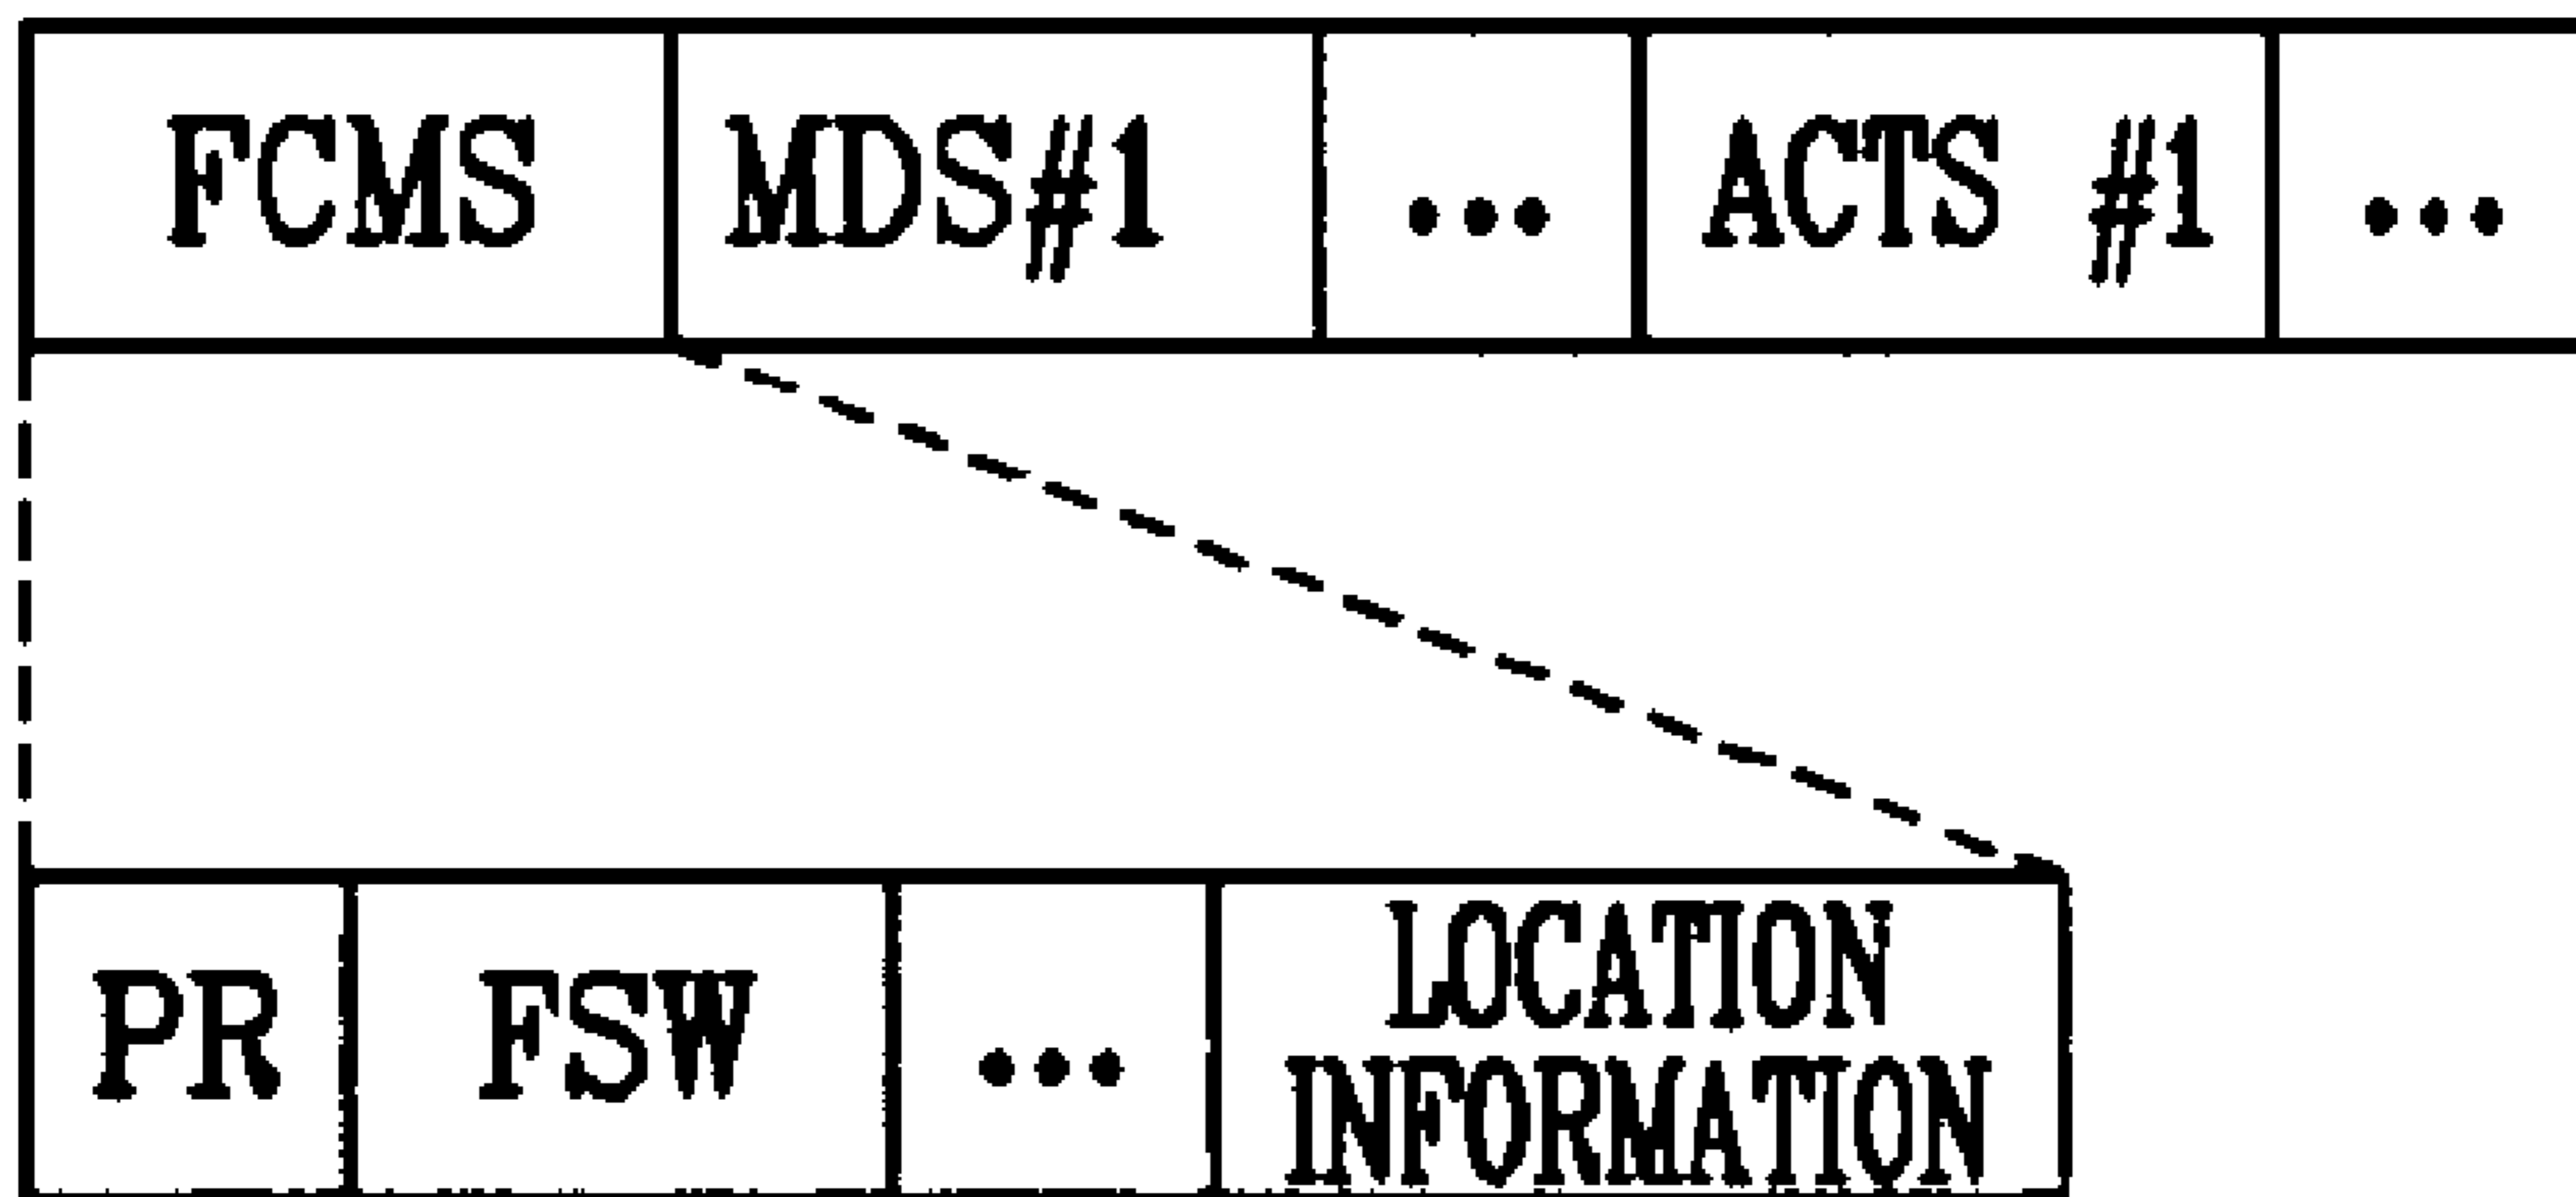 FCMS MDS#1 ... ACTS #1 ...
PR FSW ... LOCATION
INFORMATION